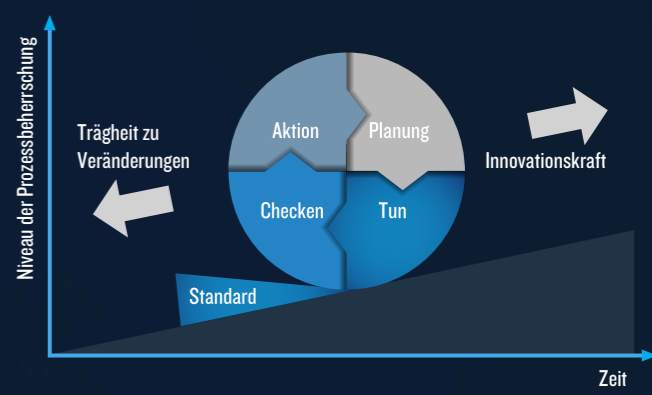 Niveau der Prozessbeherrschung
Trägheit zu
Veränderungen
Aktion
Planung
Innovationskraft
Checken
Tun
Standard
Zeit